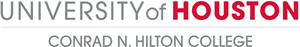 UNIVERSITY of HOUSTON
CONRAD N. HILTON COLLEGE